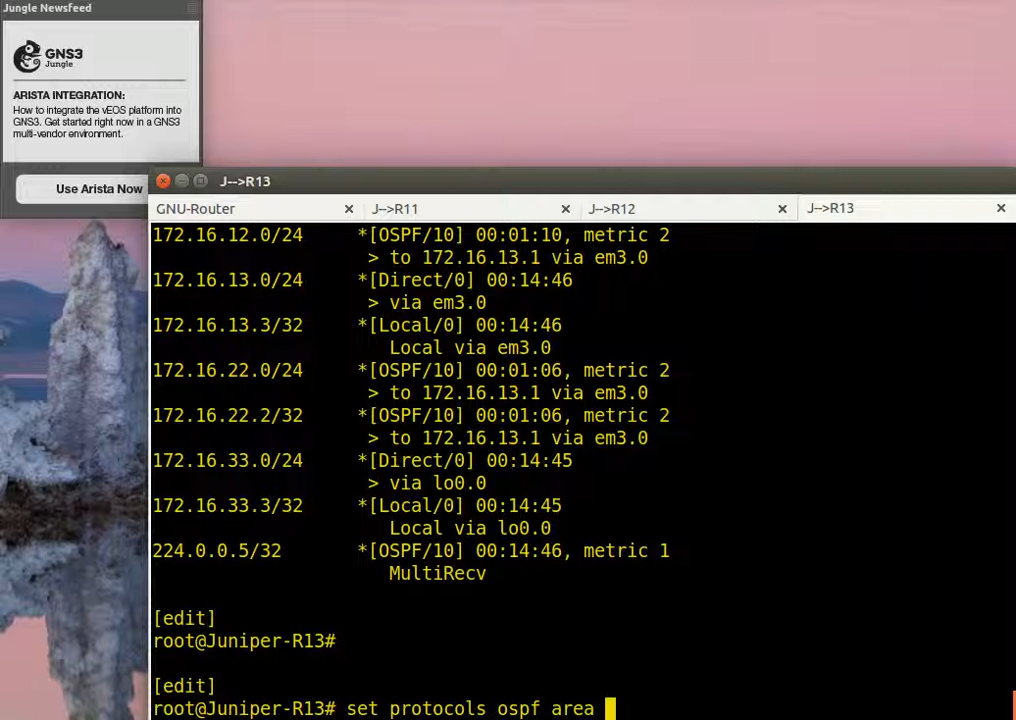 Jungle Newsfeed
GNS3
Jungle
ARISTA INTEGRATION:
How to integrate the vEOS platform into
GNS3. Get started right now in a GNS3
multi-vendor environment.
Use Arista Now
J-->R13
GNU-Router
J-->R11
J-->R12
J-->R13
172.16.12.0/24 *[OSPF/10] 00:01:10, metric 2
> to 172.16.13.1 via em3.0
172.16.13.0/24 *[Direct/0] 00:14:46
> via em3.0
172.16.13.3/32 *[Local/0] 00:14:46
Local via em3.0
172.16.22.0/24 *[OSPF/10] 00:01:06, metric 2
> to 172.16.13.1 via em3.0
172.16.22.2/32 *[OSPF/10] 00:01:06, metric 2
> to 172.16.13.1 via em3.0
172.16.33.0/24 *[Direct/0] 00:14:45
> via lo0.0
172.16.33.3/32 *[Local/0] 00:14:45
Local via lo0.0
224.0.0.5/32 *[OSPF/10] 00:14:46, metric 1
MultiRecv
[edit]
root@Juniper-R13#
[edit]
root@Juniper-R13# set protocols ospf area